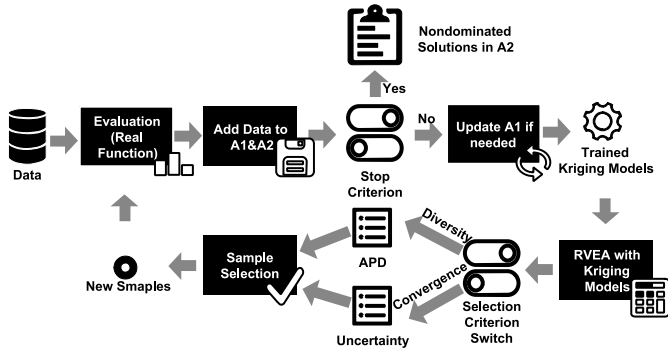 Nondominated
Solutions in A2
Yes
Data
Evaluation
(Real
Function)
Add Data to
A1&A2
Stop
Criterion
No
Update A1 if
needed
Trained
Kriging Models
RVEA with
Kriging
Models
Selection
Criterion
Switch
Diversity
Convergence
APD
Uncertainty
Sample
Selection
New Smaples